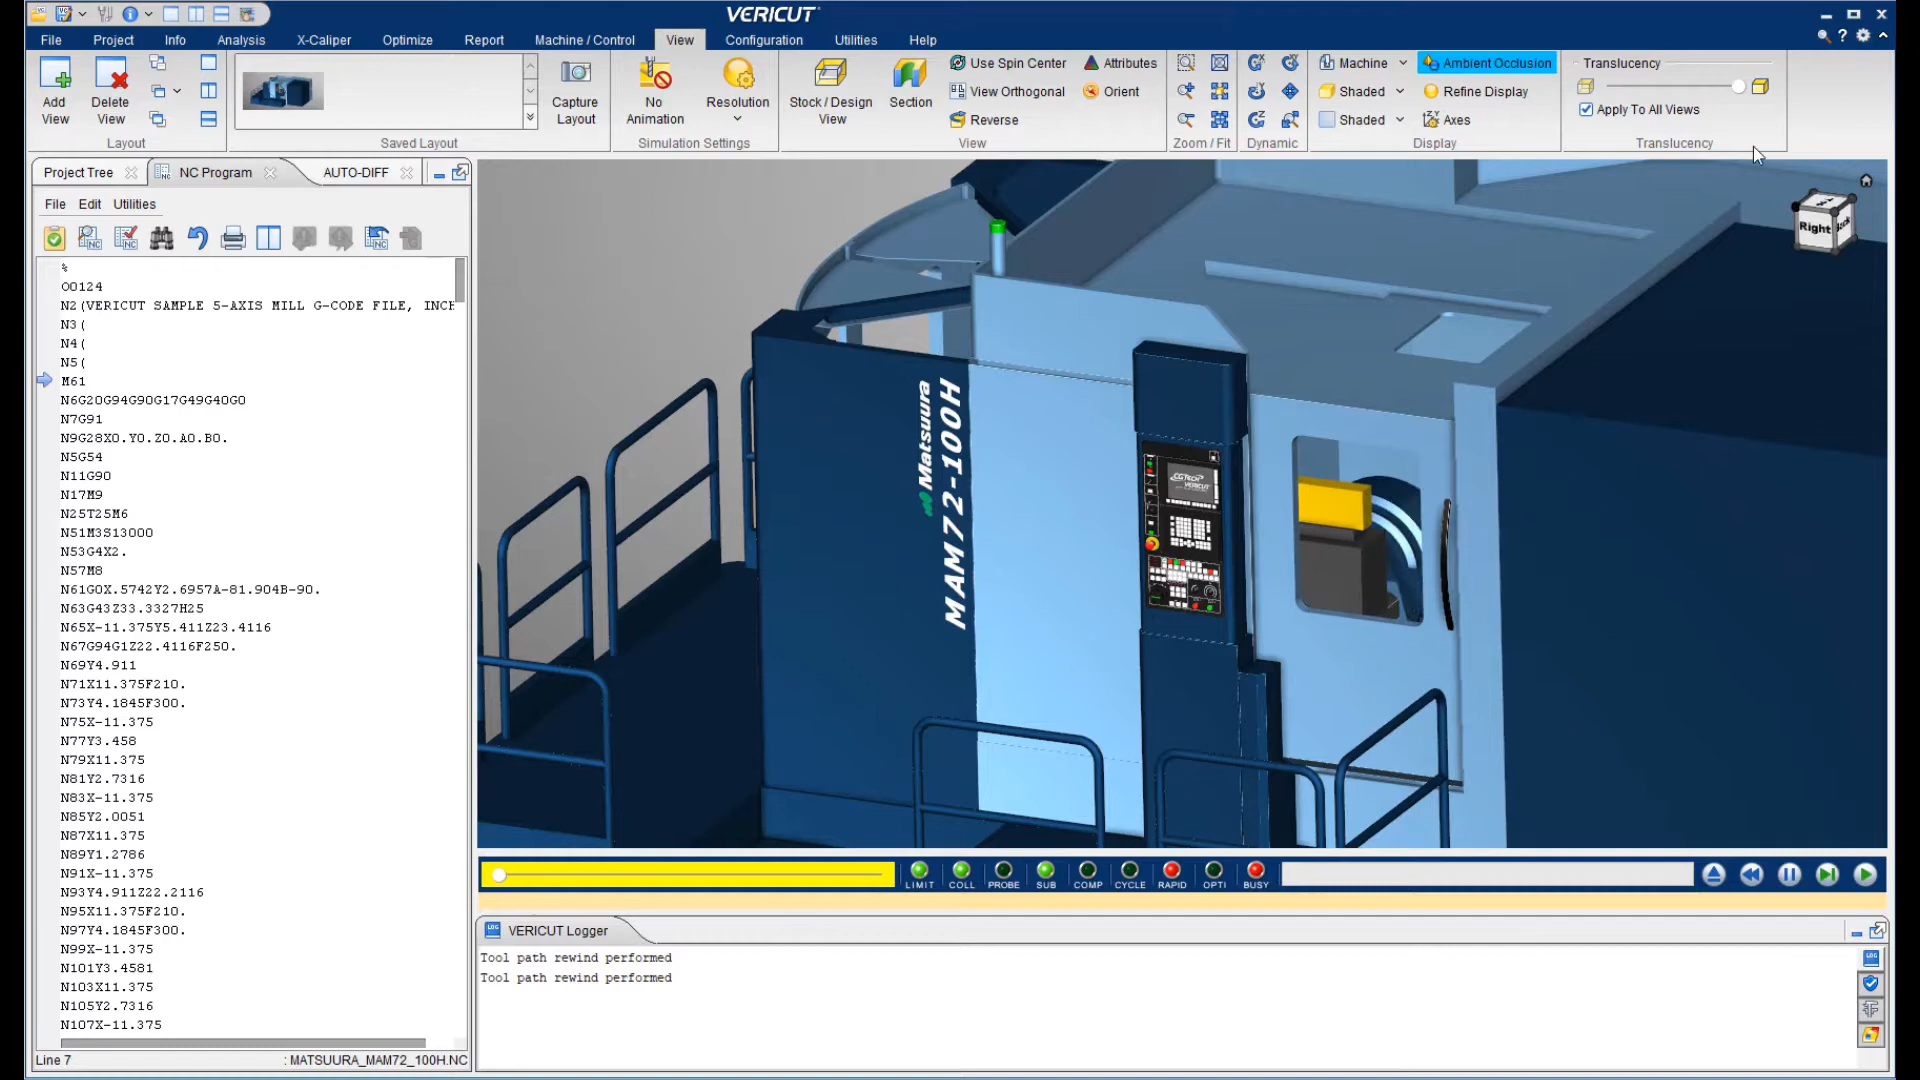 VERICUT
File Project Info Analysis X-Caliper Optimize Report Machine / Control View Configuration Utilities Help
Add View
Delete View
Layout
Saved Layout
Capture Layout
No Animation
Resolution
Simulation Settings
Stock / Design View
Section
Use Spin Center
View Orthogonal
Reverse
Attributes
Orient
View
Zoom / Fit
Dynamic
Machine
Shaded
Shaded
Ambient Occlusion
Refine Display
Axes
Display
Translucency
Apply To All Views
Translucency
Project Tree
NC Program
AUTO-DIFF
File Edit Utilities
%
O0124
N2(VERICUT SAMPLE 5-AXIS MILL G-CODE FILE, INCH
N3(
N4(
N5(
M61
N6G20G94G90G17G49G40G0
N7G91
N9G28X0.Y0.Z0.A0.B0.
N5G54
N11G90
N17M9
N25T25M6
N51M3S13000
N53G4X2.
N57M8
N61G0X.5742Y2.6957A-81.904B-90.
N63G43Z33.3327H25
N65X-11.375Y5.411Z23.4116
N67G94G1Z22.4116F250.
N69Y4.911
N71X11.375F210.
N73Y4.1845F300.
N75X-11.375
N77Y3.458
N79X11.375
N81Y2.7316
N83X-11.375
N85Y2.0051
N87X11.375
N89Y1.2786
N91X-11.375
N93Y4.911Z22.2116
N95X11.375F210.
N97Y4.1845F300.
N99X-11.375
N101Y3.4581
N103X11.375
N105Y2.7316
N107X-11.375
Line 7
: MATSUURA_MAM72_100H.NC
Matsuura
MAM72-100H
CGTECH
VERICUT
Right
LIMIT COLL PROBE SUB COMP CYCLE RAPID OPTI BUSY
VERICUT Logger
Tool path rewind performed
Tool path rewind performed